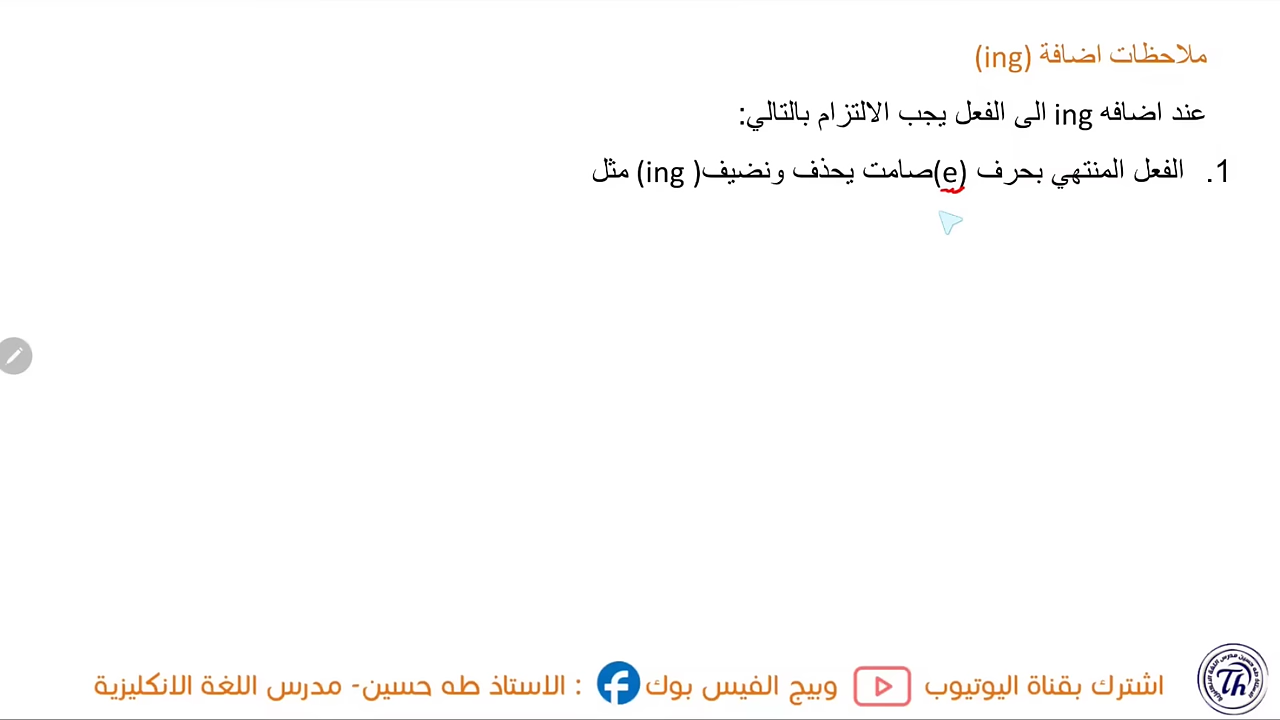 ملاحظات اضافة (ing)
عند اضافه ing الى الفعل يجب الالتزام بالتالي:
1. الفعل المنتهي بحرف (e)صامت يحذف ونضيف( ing) مثل
اشترك بقناة اليوتيوب وبيج الفيس بوك : الاستاذ طه حسين- مدرس اللغة الانكليزية
Th